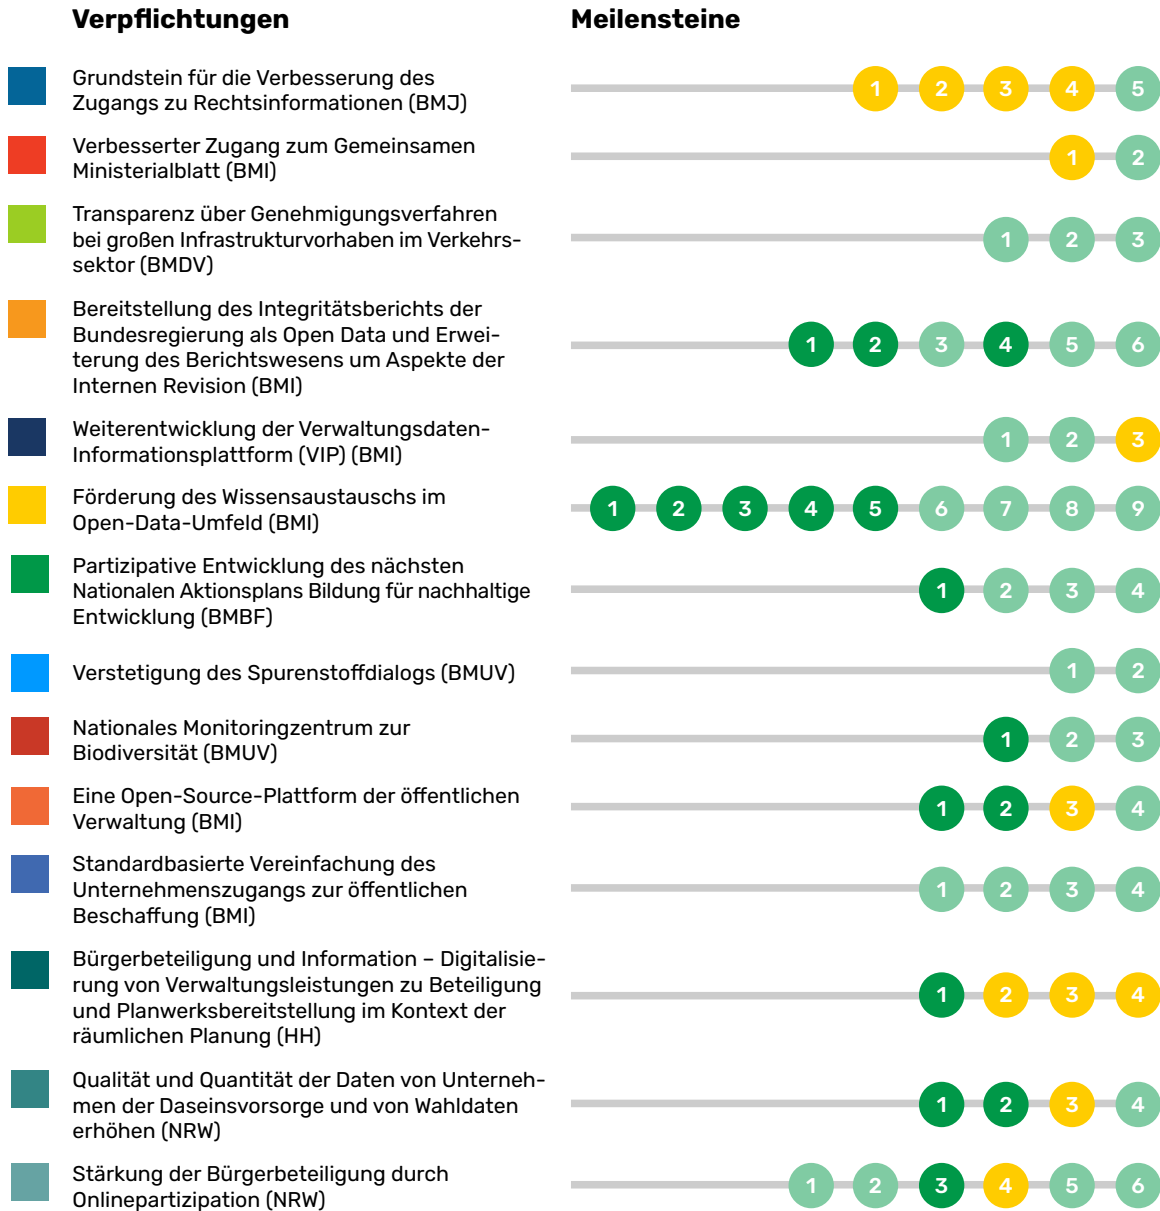 Verpflichtungen
Meilensteine
Grundstein für die Verbesserung des
Zugangs zu Rechtsinformationen (BMJ)
1 2 3 4 5
Verbesserter Zugang zum Gemeinsamen
Ministerialblatt (BMI)
1 2
Transparenz über Genehmigungsverfahren
bei großen Infrastrukturvorhaben im Verkehrs-
sektor (BMDV)
1 2 3
Bereitstellung des Integritätsberichts der
Bundesregierung als Open Data und Erwei-
terung des Berichtswesens um Aspekte der
Internen Revision (BMI)
1 2 3 4 5 6
Weiterentwicklung der Verwaltungsdaten-
Informationsplattform (VIP) (BMI)
1 2 3
Förderung des Wissensaustauschs im
Open-Data-Umfeld (BMI)
1 2 3 4 5 6 7 8 9
Partizipative Entwicklung des nächsten
Nationalen Aktionsplans Bildung für nachhaltige
Entwicklung (BMBF)
1 2 3 4
Verstetigung des Spurenstoffdialogs (BMUV)
1 2
Nationales Monitoringzentrum zur
Biodiversität (BMUV)
1 2 3
Eine Open-Source-Plattform der öffentlichen
Verwaltung (BMI)
1 2 3 4
Standardbasierte Vereinfachung des
Unternehmenszugangs zur öffentlichen
Beschaffung (BMI)
1 2 3 4
Bürgerbeteiligung und Information – Digitalisie-
rung von Verwaltungsleistungen zu Beteiligung
und Planwerksbereitstellung im Kontext der
räumlichen Planung (HH)
1 2 3 4
Qualität und Quantität der Daten von Unterneh-
men der Daseinsvorsorge und von Wahldaten
erhöhen (NRW)
1 2 3 4
Stärkung der Bürgerbeteiligung durch
Onlinepartizipation (NRW)
1 2 3 4 5 6